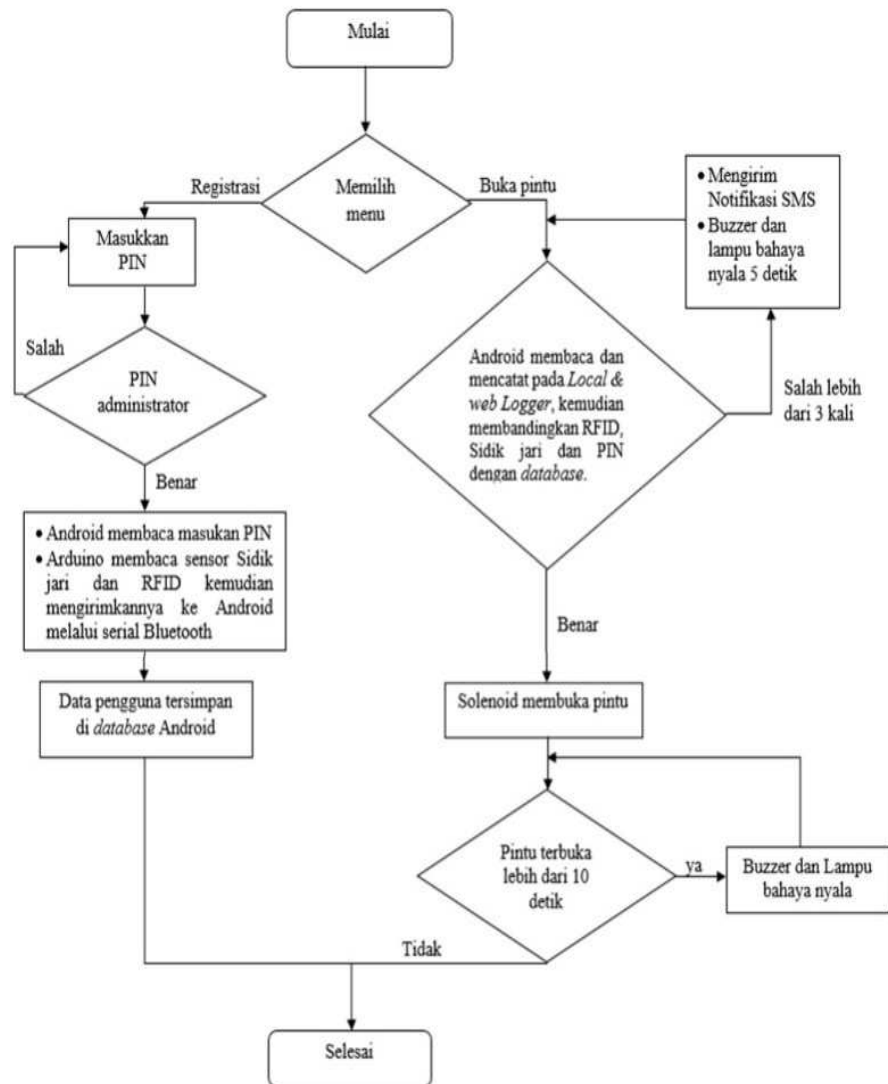 Mulai
Memilih
menu
Registrasi
Buka pintu
Masukkan
PIN
Salah
PIN
administrator
Benar
• Android membaca masukan PIN
• Arduino membaca sensor Sidik
jari dan RFID kemudian
mengirimkannya ke Android
melalui serial Bluetooth
Data pengguna tersimpan
di database Android
• Mengirim
Notifikasi SMS
• Buzzer dan
lampu bahaya
nyala 5 detik
Android membaca dan
mencatat pada Local &
web Logger, kemudian
membandingkan RFID,
Sidik jari dan PIN
dengan database.
Salah lebih
dari 3 kali
Benar
Solenoid membuka pintu
Pintu terbuka
lebih dari 10
detik
ya
Buzzer dan Lampu
bahaya nyala
Tidak
Selesai